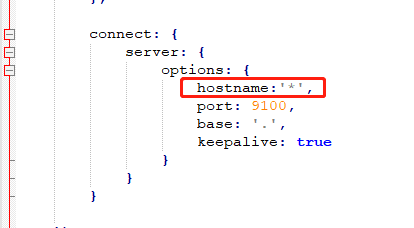 connect: {
server: {
options: {
hostname:'*',
port: 9100,
base: '.',
keepalive: true
}
}
}